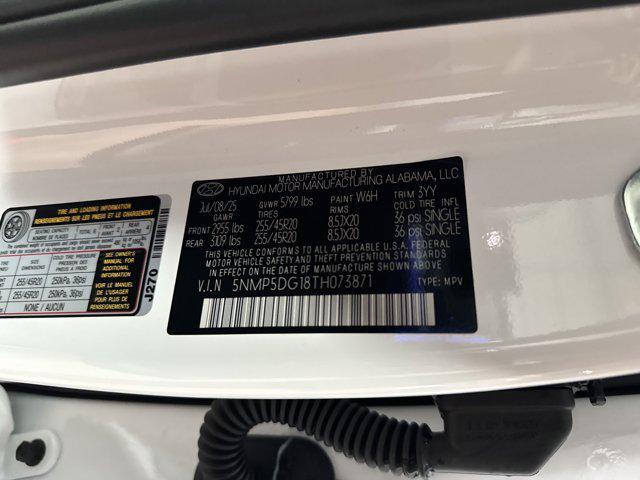 MANUFACTURED BY
HYUNDAI MOTOR MANUFACTURING ALABAMA, LLC
Jul/08/25 GVWR 5799 lbs PAINT W6H TRIM 3YY
GAWR TIRES RIMS COLD TIRE INFL
FRONT 2955 lbs 255/45R20 8.5JX20 36 psi SINGLE
REAR 3109 lbs 255/45R20 8.5JX20 36 psi SINGLE
THIS VEHICLE CONFORMS TO ALL APPLICABLE U.S.A. FEDERAL
MOTOR VEHICLE SAFETY, BUMPER, AND THEFT PREVENTION
STANDARDS IN EFFECT ON THE DATE OF MANUFACTURE SHOWN ABOVE.
V.I.N 5NMP5DG18TH073871 TYPE: MPV
TIRE AND LOADING INFORMATION
RENSEIGNEMENTS SUR LES PNEUS ET LE CHARGEMENT
COLD TIRE PRESSURE
255/45R20 250kPa, 36psi
255/45R20 250kPa, 36psi
NONE / AUCUN
SEE OWNER'S MANUAL FOR ADDITIONAL INFORMATION
VOIR LE MANUEL DE L'USAGER POUR PLUS DE RENSEIGNEMENTS
J270